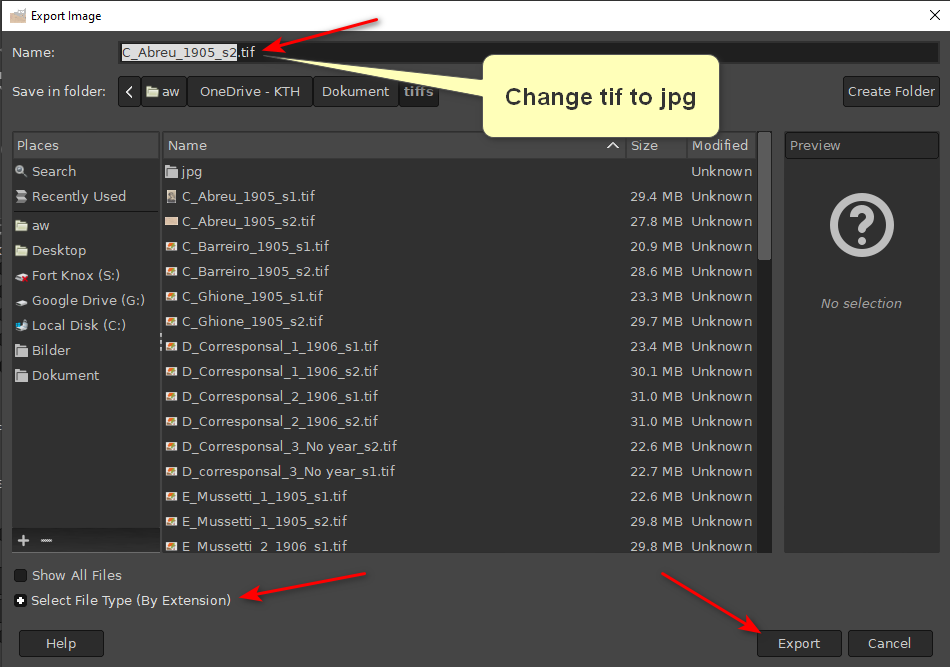 Export Image
Name: C_Abreu_1905_s2.tif
Change tif to jpg
Save in folder: aw OneDrive - KTH Dokument tiffs Create Folder
Places Name Size Modified Preview
Search jpg Unknown
Recently Used C_Abreu_1905_s1.tif 29.4 MB Unknown
aw C_Abreu_1905_s2.tif 27.8 MB Unknown
Desktop C_Barreiro_1905_s1.tif 20.9 MB Unknown
Fort Knox (S:) C_Barreiro_1905_s2.tif 28.6 MB Unknown
Google Drive (G:) C_Ghione_1905_s1.tif 23.3 MB Unknown No selection
Local Disk (C:) C_Ghione_1905_s2.tif 29.7 MB Unknown
Bilder D_Corresponsal_1_1906_s1.tif 23.4 MB Unknown
Dokument D_Corresponsal_1_1906_s2.tif 30.1 MB Unknown
D_Corresponsal_2_1906_s1.tif 31.0 MB Unknown
D_Corresponsal_2_1906_s2.tif 31.0 MB Unknown
D_Corresponsal_3_No year_s2.tif 22.6 MB Unknown
D_corresponsal_3_No year_s1.tif 22.7 MB Unknown
E_Mussetti_1_1905_s1.tif 22.6 MB Unknown
E_Mussetti_1_1905_s2.tif 29.8 MB Unknown
E_Mussetti_2_1906_s1.tif 29.8 MB Unknown
Show All Files
Select File Type (By Extension)
Help Export Cancel